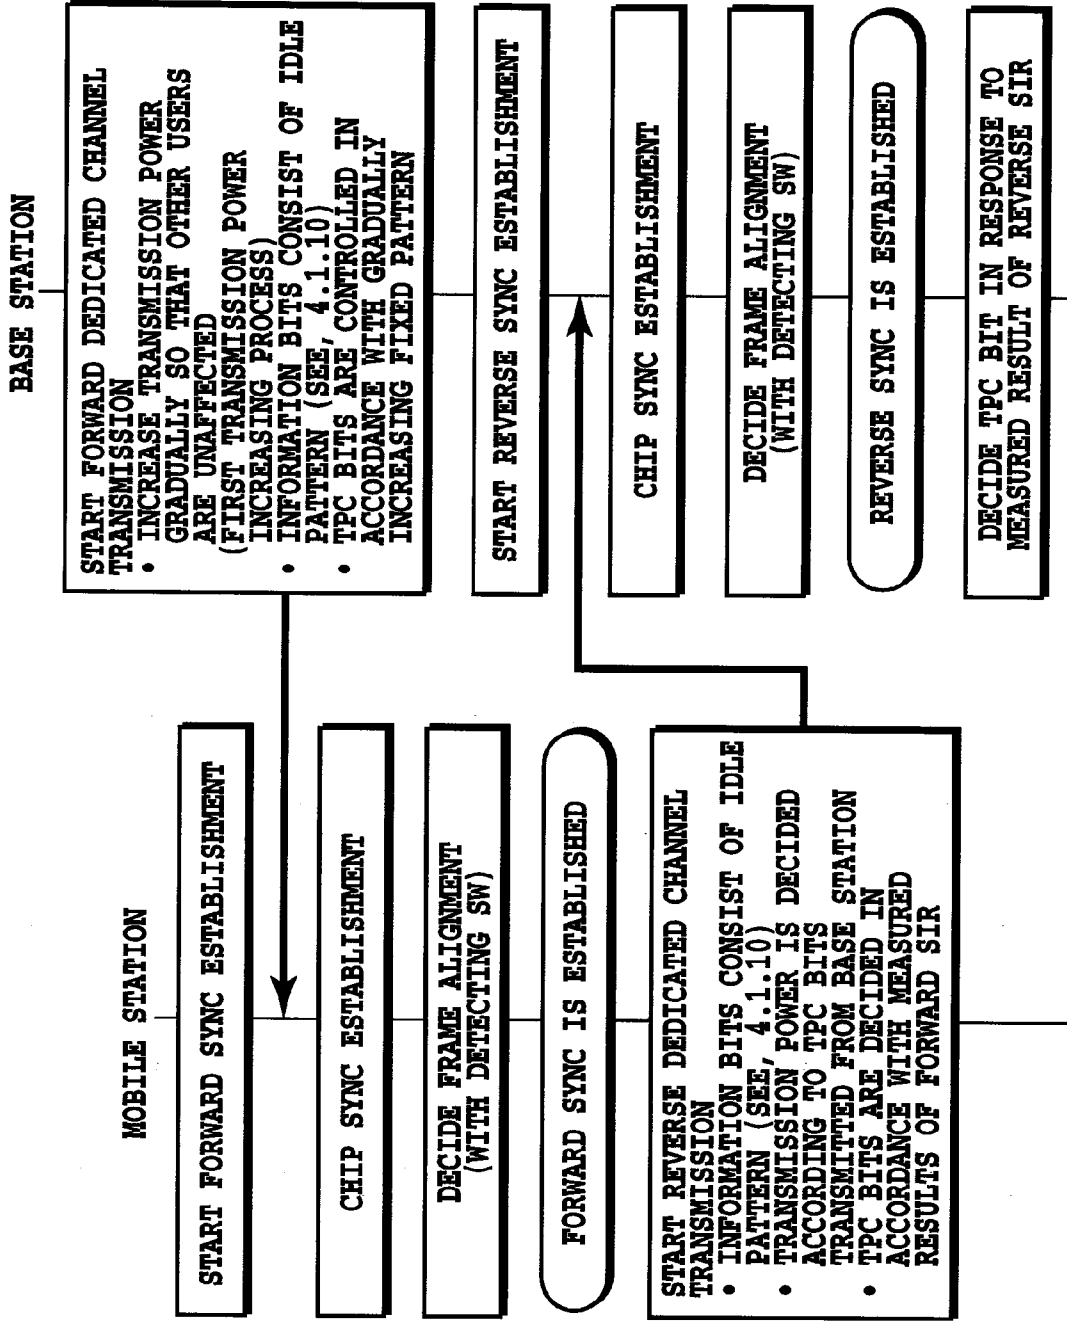 MOBILE STATION
START FORWARD SYNC ESTABLISHMENT
CHIP SYNC ESTABLISHMENT
DECIDE FRAME ALIGNMENT
(WITH DETECTING SW)
FORWARD SYNC IS ESTABLISHED
START REVERSE DEDICATED CHANNEL
TRANSMISSION
• INFORMATION BITS CONSIST OF IDLE
PATTERN (SEE, 4.1.10)
• TRANSMISSION POWER IS DECIDED
ACCORDING TO TPC BITS
TRANSMITTED FROM BASE STATION
• TPC BITS ARE DECIDED IN
ACCORDANCE WITH MEASURED
RESULTS OF FORWARD SIR
BASE STATION
START FORWARD DEDICATED CHANNEL
TRANSMISSION
• INCREASE TRANSMISSION POWER
GRADUALLY SO THAT OTHER USERS
ARE UNAFFECTED
(FIRST TRANSMISSION POWER
INCREASING PROCESS)
• INFORMATION BITS CONSIST OF IDLE
PATTERN (SEE, 4.1.10)
• TPC BITS ARE CONTROLLED IN
ACCORDANCE WITH GRADUALLY
INCREASING FIXED PATTERN
START REVERSE SYNC ESTABLISHMENT
CHIP SYNC ESTABLISHMENT
DECIDE FRAME ALIGNMENT
(WITH DETECTING SW)
REVERSE SYNC IS ESTABLISHED
DECIDE TPC BIT IN RESPONSE TO
MEASURED RESULT OF REVERSE SIR